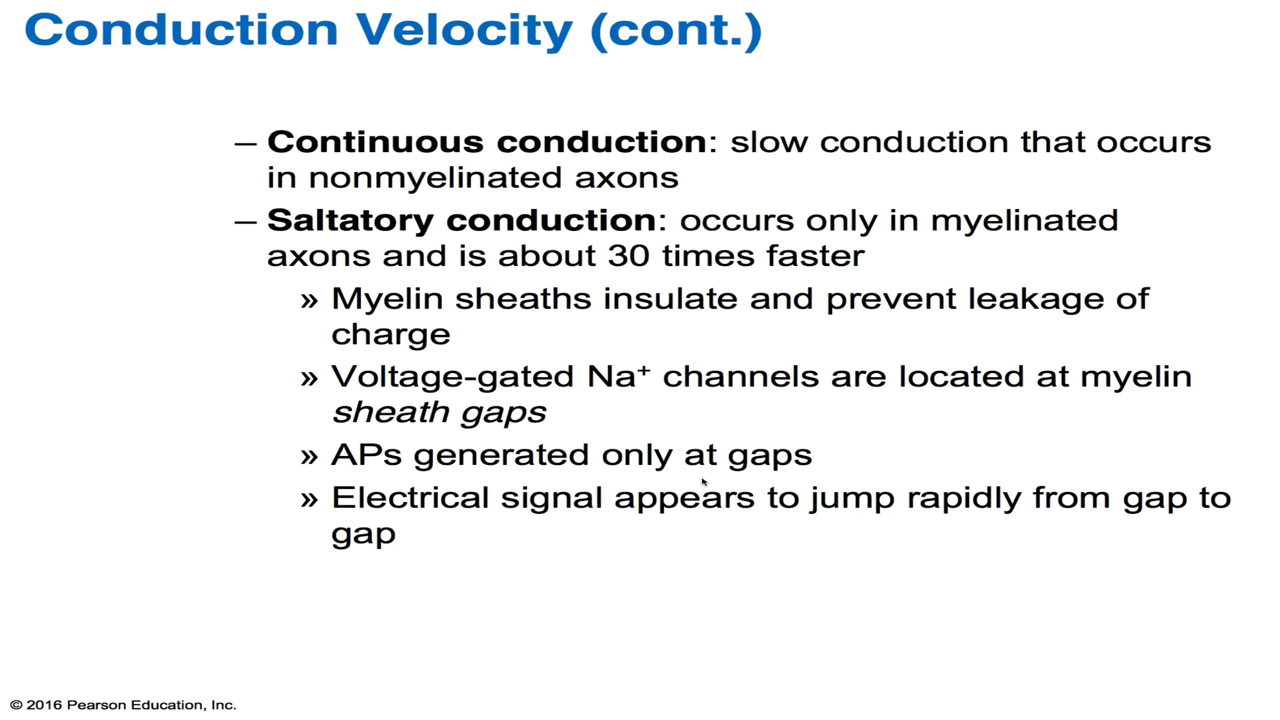 Conduction Velocity (cont.)
– Continuous conduction: slow conduction that occurs
in nonmyelinated axons
– Saltatory conduction: occurs only in myelinated
axons and is about 30 times faster
» Myelin sheaths insulate and prevent leakage of
charge
» Voltage-gated Na⁺ channels are located at myelin
sheath gaps
» APs generated only at gaps
» Electrical signal appears to jump rapidly from gap to
gap
© 2016 Pearson Education, Inc.